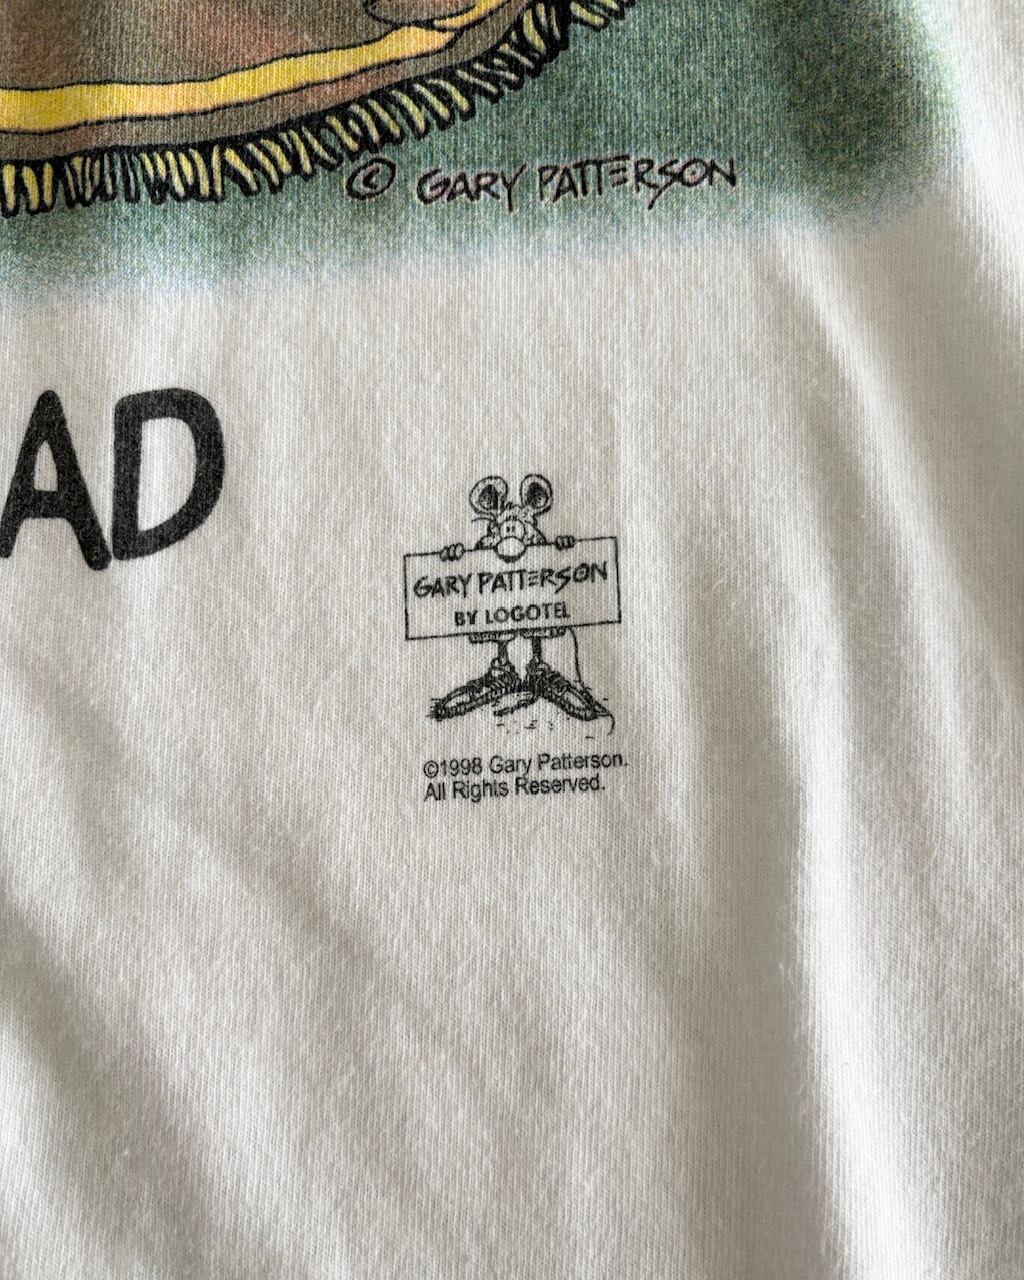 © GARY PATTERSON
AD
GARY PATTERSON
BY LOGOTEL
©1998 Gary Patterson.
All Rights Reserved.